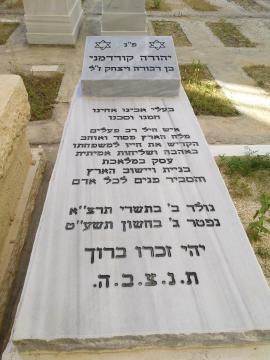 פ"נ
יהודה קורדמני
בן דבורה ויצחק ז"ל
בעלי אבינו אחינו
חמנו וסבנו
איש חיל רב פעלים
מלח הארץ מסור ואוהב
הקדיש את חייו למשפחתו
באהבה ושליחות אמיתית
עסק במלאכת
בניית ויישוב הארץ
והסביר פנים לכל אדם
נולד ב' בתשרי תרצ"א
נפטר ג' בחשון תשע"ט
יהי זכרו ברוך
ת.נ.צ.ב.ה.